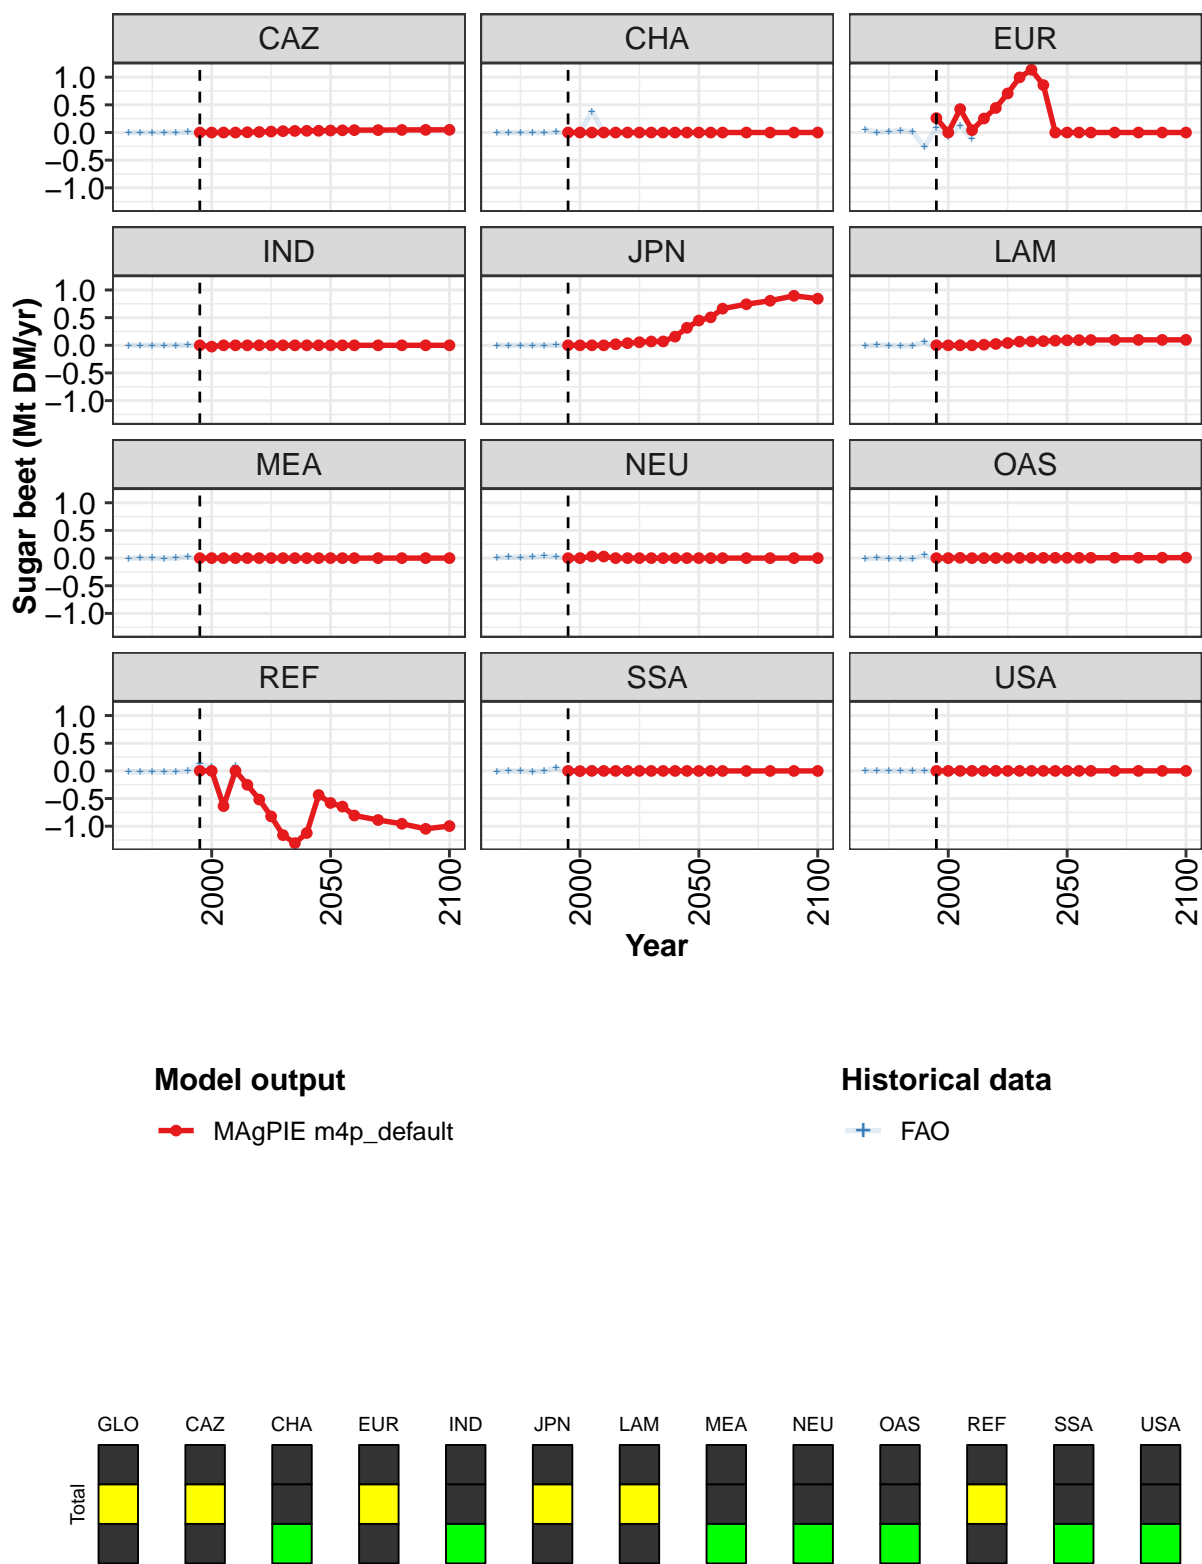 CAZ CHA EUR
1.0
0.5
0.0
−0.5
−1.0
IND JPN LAM
1.0
0.5
0.0
−0.5
−1.0
Sugar beet (Mt DM/yr)
MEA NEU OAS
1.0
0.5
0.0
−0.5
−1.0
REF SSA USA
1.0
0.5
0.0
−0.5
−1.0
2000 2050 2100 2000 2050 2100 2000 2050 2100
Year
Model output Historical data
MAgPIE m4p_default FAO
GLO CAZ CHA EUR IND JPN LAM MEA NEU OAS REF SSA USA
Total